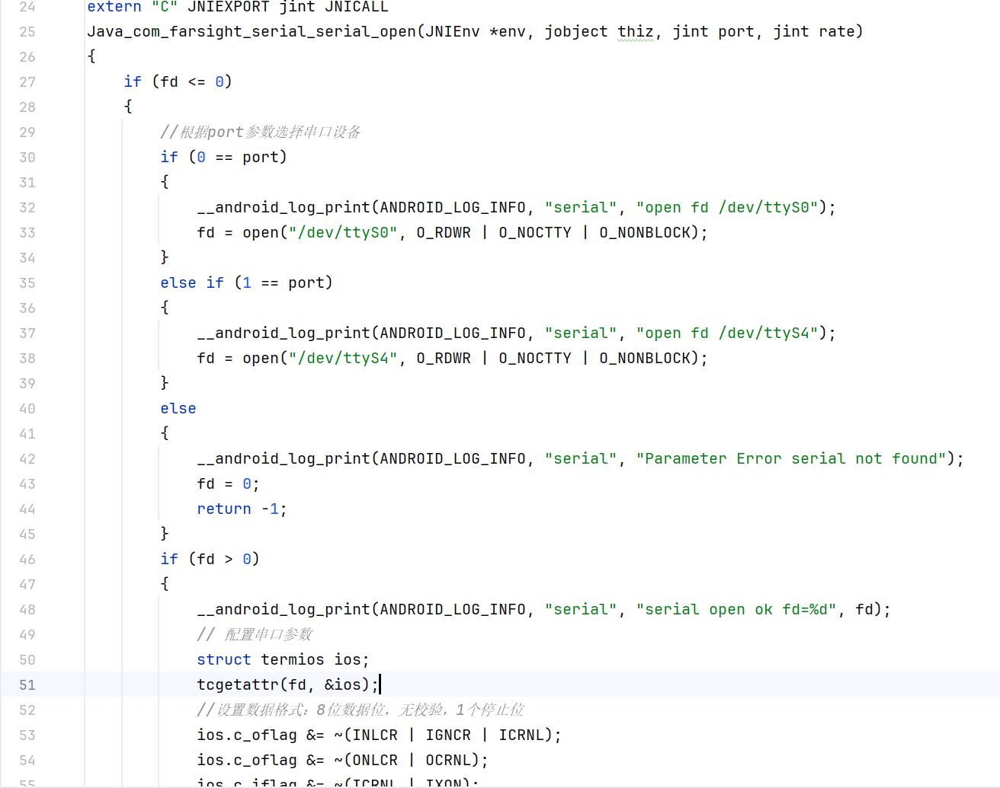 24 extern "C" JNIEXPORT jint JNICALL
25 Java_com_farsight_serial_serial_open(JNIEnv *env, jobject thiz, jint port, jint rate)
26 {
27     if (fd <= 0)
28     {
29         //根据port参数选择串口设备
30         if (0 == port)
31         {
32             __android_log_print(ANDROID_LOG_INFO, "serial", "open fd /dev/ttyS0");
33             fd = open("/dev/ttyS0", O_RDWR | O_NOCTTY | O_NONBLOCK);
34         }
35         else if (1 == port)
36         {
37             __android_log_print(ANDROID_LOG_INFO, "serial", "open fd /dev/ttyS4");
38             fd = open("/dev/ttyS4", O_RDWR | O_NOCTTY | O_NONBLOCK);
39         }
40         else
41         {
42             __android_log_print(ANDROID_LOG_INFO, "serial", "Parameter Error serial not found");
43             fd = 0;
44             return -1;
45         }
46         if (fd > 0)
47         {
48             __android_log_print(ANDROID_LOG_INFO, "serial", "serial open ok fd=%d", fd);
49             // 配置串口参数
50             struct termios ios;
51             tcgetattr(fd, &ios);
52             //设置数据格式：8位数据位，无校验，1个停止位
53             ios.c_oflag &= ~(INLCR | IGNCR | ICRNL);
54             ios.c_oflag &= ~(ONLCR | OCRNL);
55             ios.c_iflag &= ~(ICRNL | IXON);